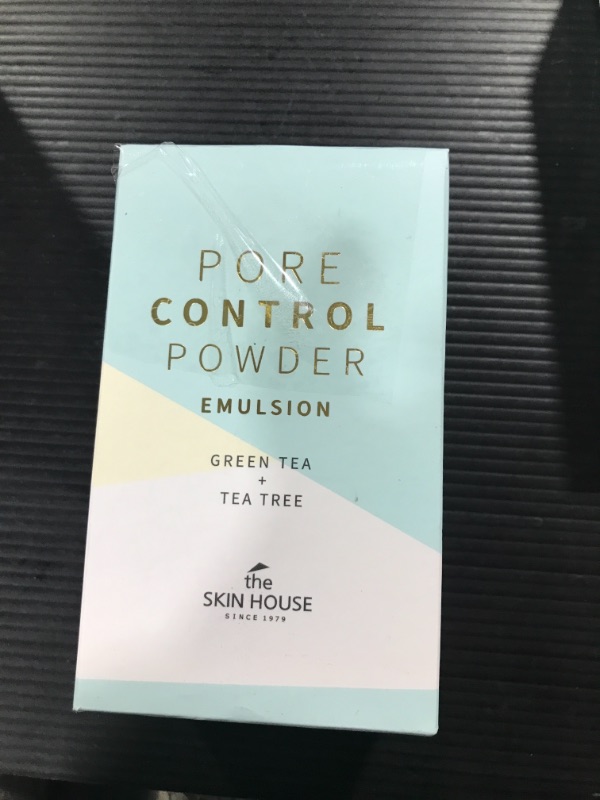 PORE
CONTROL
POWDER
EMULSION
GREEN TEA
+
TEA TREE
the
SKIN HOUSE
SINCE 1979